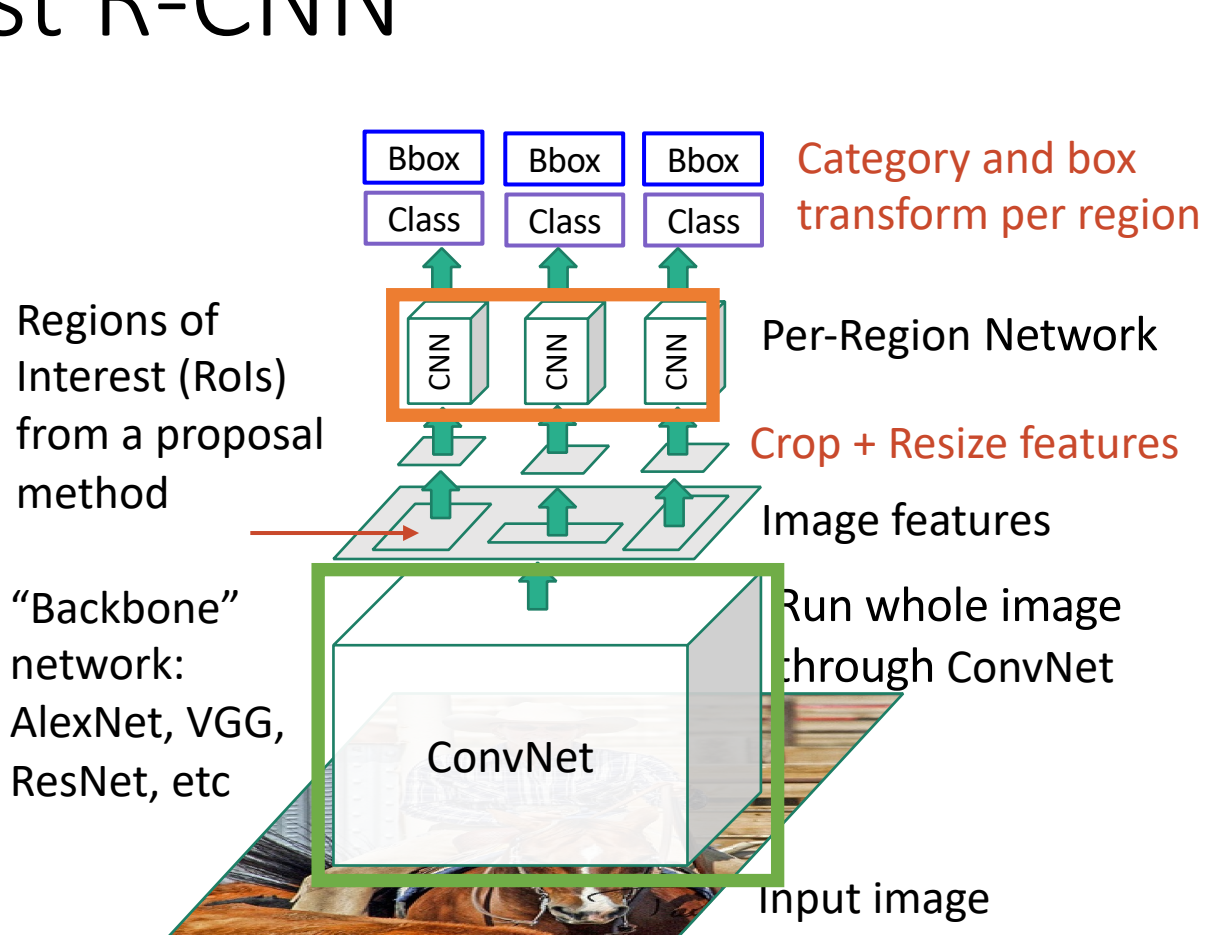 st R-CNN
Bbox
Bbox
Bbox
Category and box
transform per region
Class
Class
Class
Regions of
Interest (RoIs)
from a proposal
method
CNN
CNN
CNN
Per-Region Network
Crop + Resize features
Image features
“Backbone”
network:
AlexNet, VGG,
ResNet, etc
Run whole image
through ConvNet
ConvNet
Input image